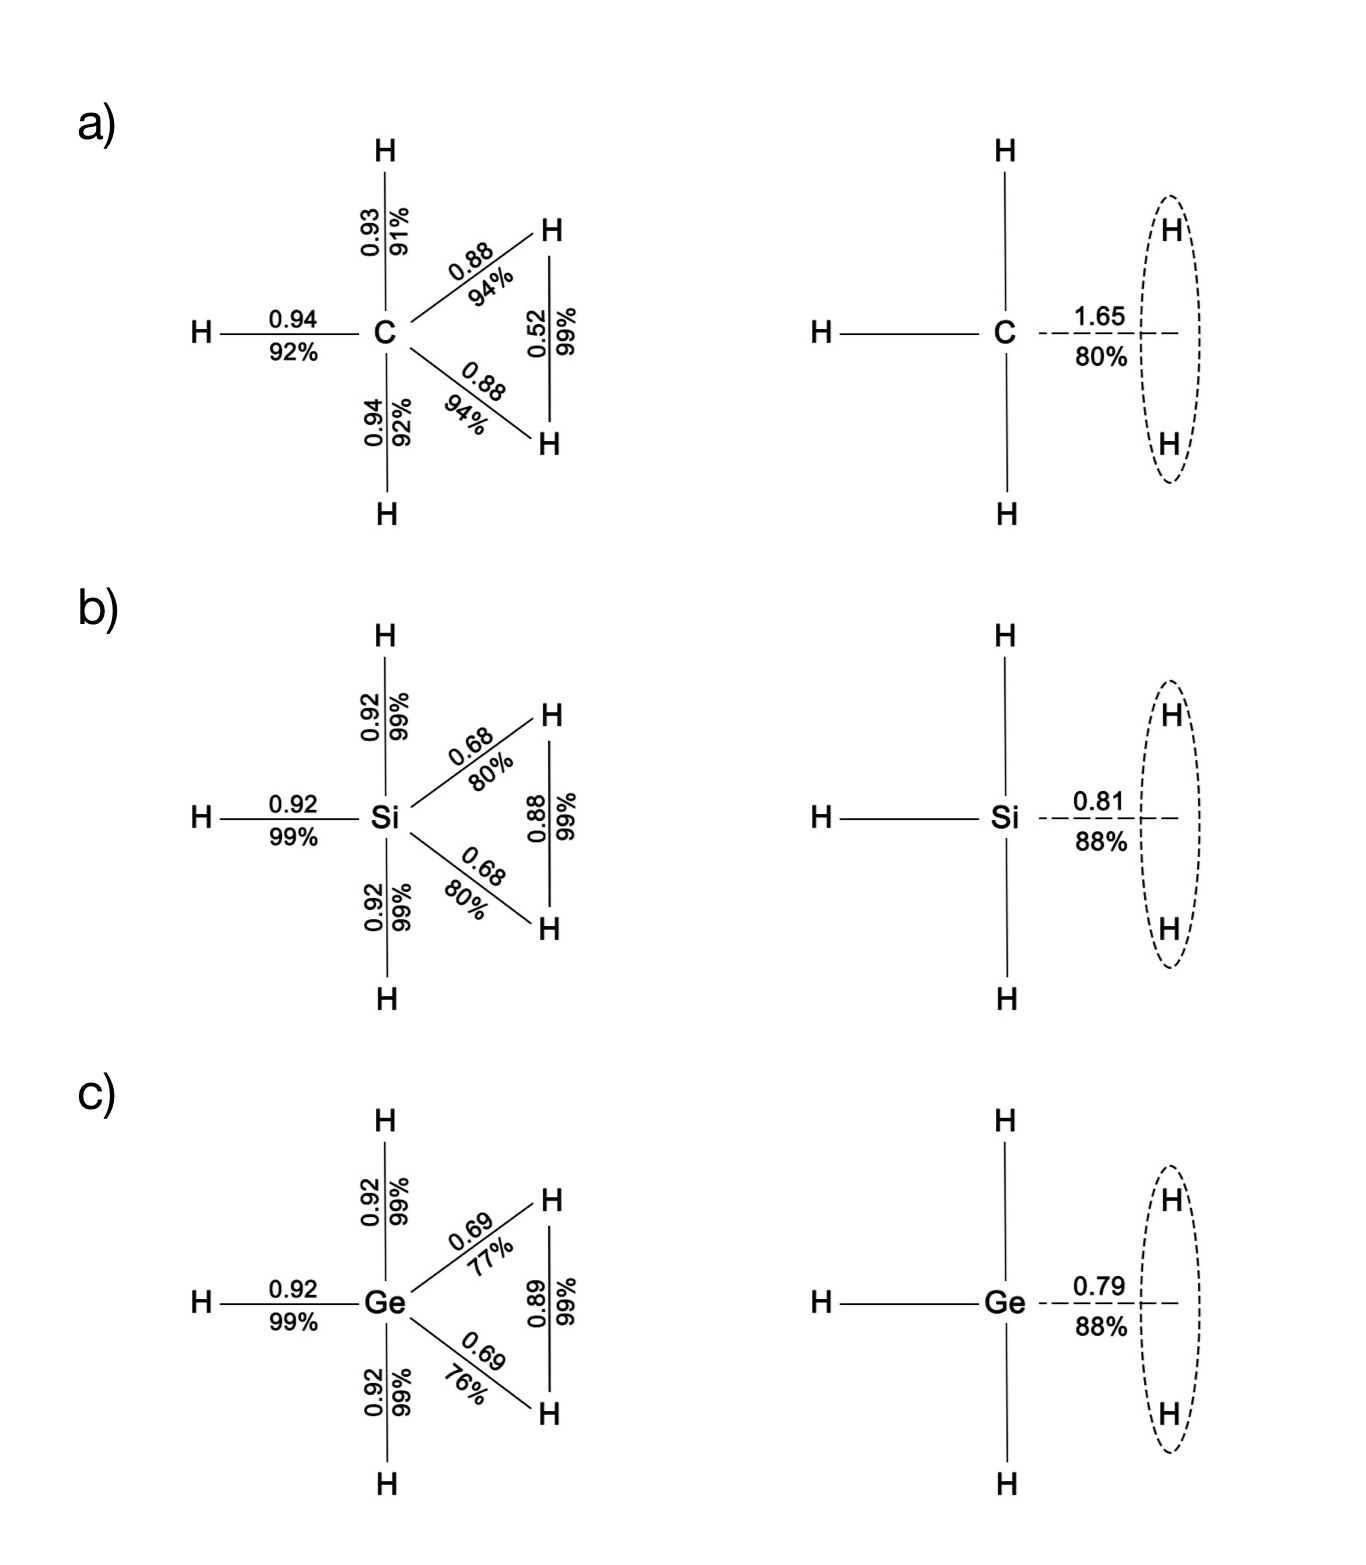 a)
H H
0.93 91% H 0.88 94% H
H 0.94 92% C 0.52 99% H C 1.65 80%
0.94 92% 0.88 94% H H
H H
b)
H H
0.92 99% H 0.68 80% H
H 0.92 99% Si 0.88 99% H Si 0.81 88%
0.92 99% 0.68 80% H H
H H
c)
H H
0.92 99% H 0.69 77% H
H 0.92 99% Ge 0.89 99% H Ge 0.79 88%
0.92 99% 0.69 76% H H
H H